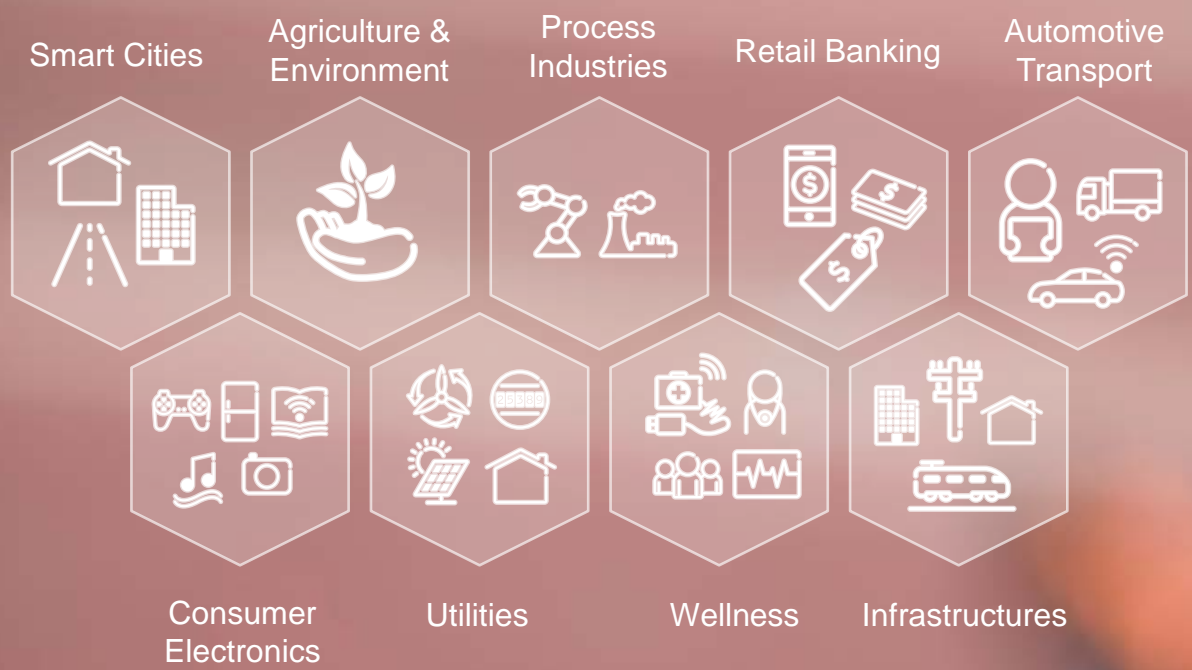 Smart Cities
Agriculture &
Environment
Process
Industries
Retail Banking
Automotive
Transport
Consumer
Electronics
Utilities
Wellness
Infrastructures